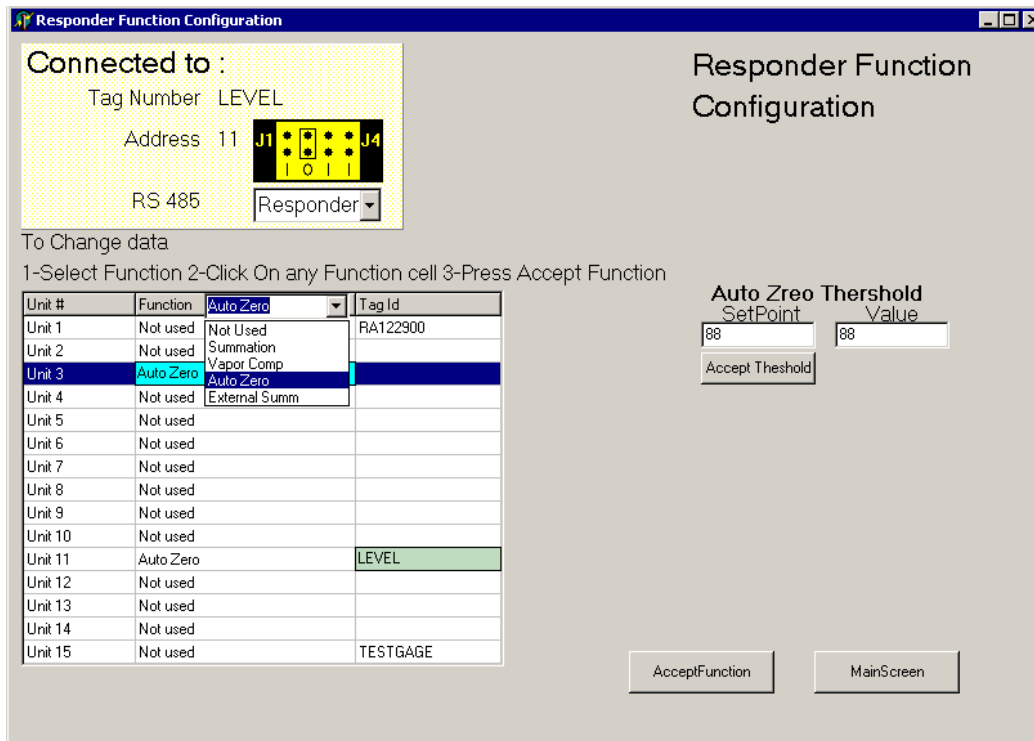 Responder Function Configuration
Connected to :
Tag Number LEVEL
Address 11 J1 J4
I O I I
RS 485 Responder
Responder Function
Configuration
To Change data
1-Select Function 2-Click On any Function cell 3-Press Accept Function
Unit # Function Auto Zero Tag Id
Unit 1 Not used RA122900
Not Used
Unit 2 Not used
Summation
Vapor Comp
Unit 3 Auto Zero
Auto Zero
Unit 4 Not used
External Summ
Unit 5 Not used
Unit 6 Not used
Unit 7 Not used
Unit 8 Not used
Unit 9 Not used
Unit 10 Not used
Unit 11 Auto Zero LEVEL
Unit 12 Not used
Unit 13 Not used
Unit 14 Not used
Unit 15 Not used TESTGAGE
Auto Zreo Thershold
SetPoint Value
88 88
Accept Theshold
AcceptFunction MainScreen